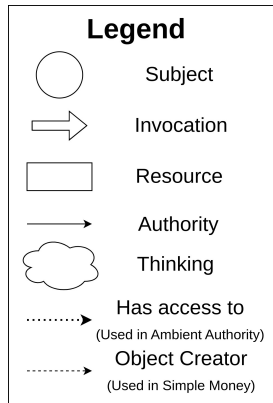 Legend
Subject
Invocation
Resource
Authority
Thinking
Has access to
(Used in Ambient Authority)
Object Creator
(Used in Simple Money)